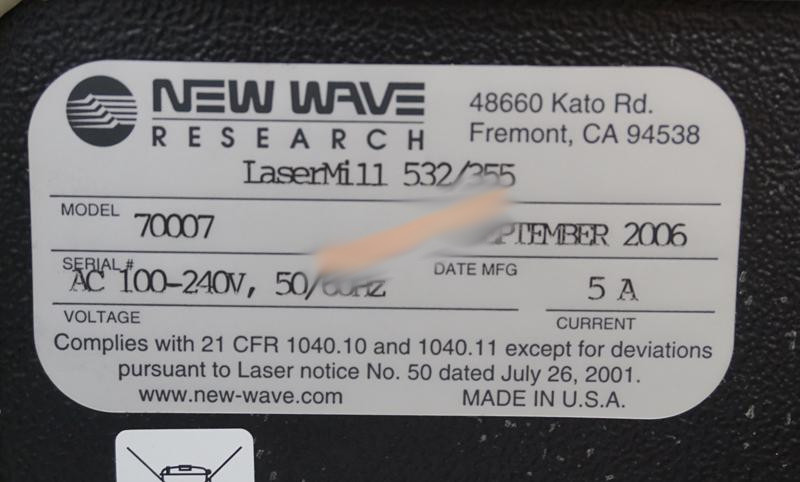 NEW WAVE
RESEARCH
48660 Kato Rd.
Fremont, CA 94538
LaserMill 532/355
MODEL
70007 2006
SERIAL #
DATE MFG
AC 100-240V, 5 A
VOLTAGE
CURRENT
Complies with 21 CFR 1040.10 and 1040.11 except for deviations
pursuant to Laser notice No. 50 dated July 26, 2001.
www.new-wave.com MADE IN U.S.A.